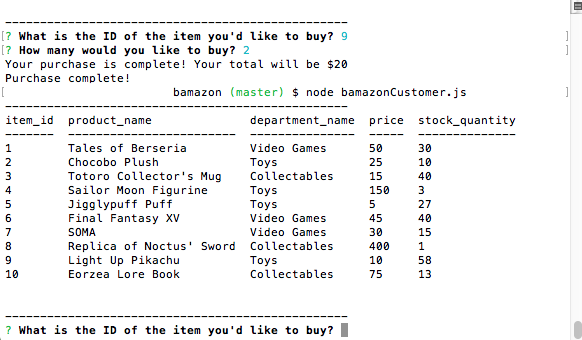 -------------------------------------------------
? What is the ID of the item you'd like to buy? 9
? How many would you like to buy? 2
Your purchase is complete! Your total will be $20
Purchase complete!
bamazon (master) $ node bamazonCustomer.js
-------------------------------------------------
item_id  product_name              department_name  price  stock_quantity
-------  ------------------------  ---------------  -----  --------------
1        Tales of Berseria         Video Games      50     30
2        Chocobo Plush             Toys             25     10
3        Totoro Collector's Mug    Collectables     15     40
4        Sailor Moon Figurine      Toys             150    3
5        Jigglypuff Puff           Toys             5      27
6        Final Fantasy XV          Video Games      45     40
7        SOMA                      Video Games      30     15
8        Replica of Noctus' Sword  Collectables     400    1
9        Light Up Pikachu          Toys             10     58
10       Eorzea Lore Book          Collectables     75     13
-------------------------------------------------
? What is the ID of the item you'd like to buy?